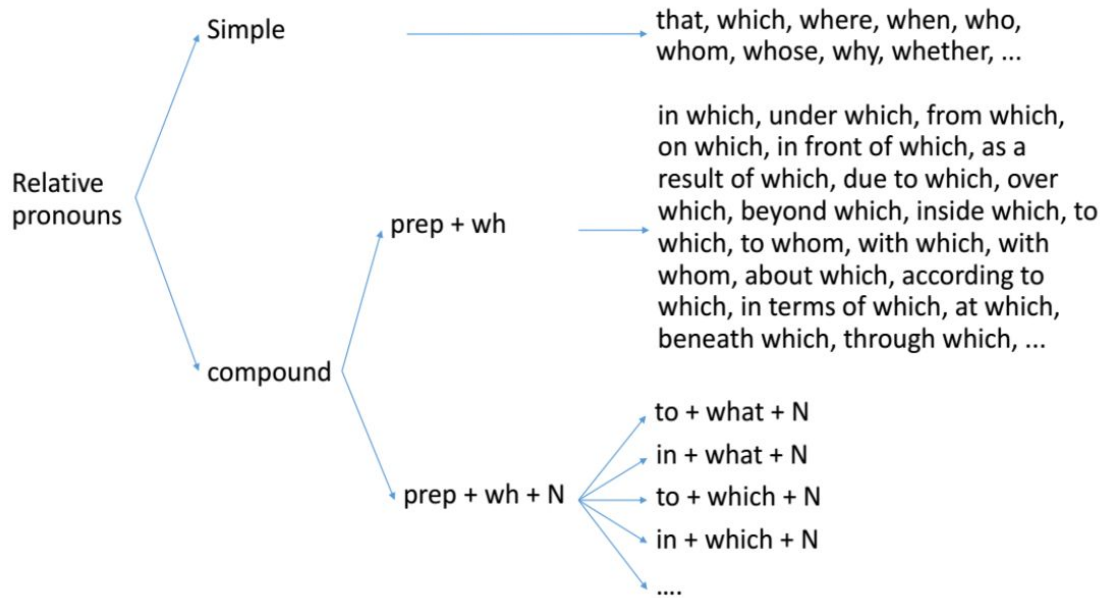 Simple
that, which, where, when, who,
whom, whose, why, whether, ...
Relative
pronouns
prep + wh
in which, under which, from which,
on which, in front of which, as a
result of which, due to which, over
which, beyond which, inside which, to
which, to whom, with which, with
whom, about which, according to
which, in terms of which, at which,
beneath which, through which, ...
compound
prep + wh + N
to + what + N
in + what + N
to + which + N
in + which + N
....